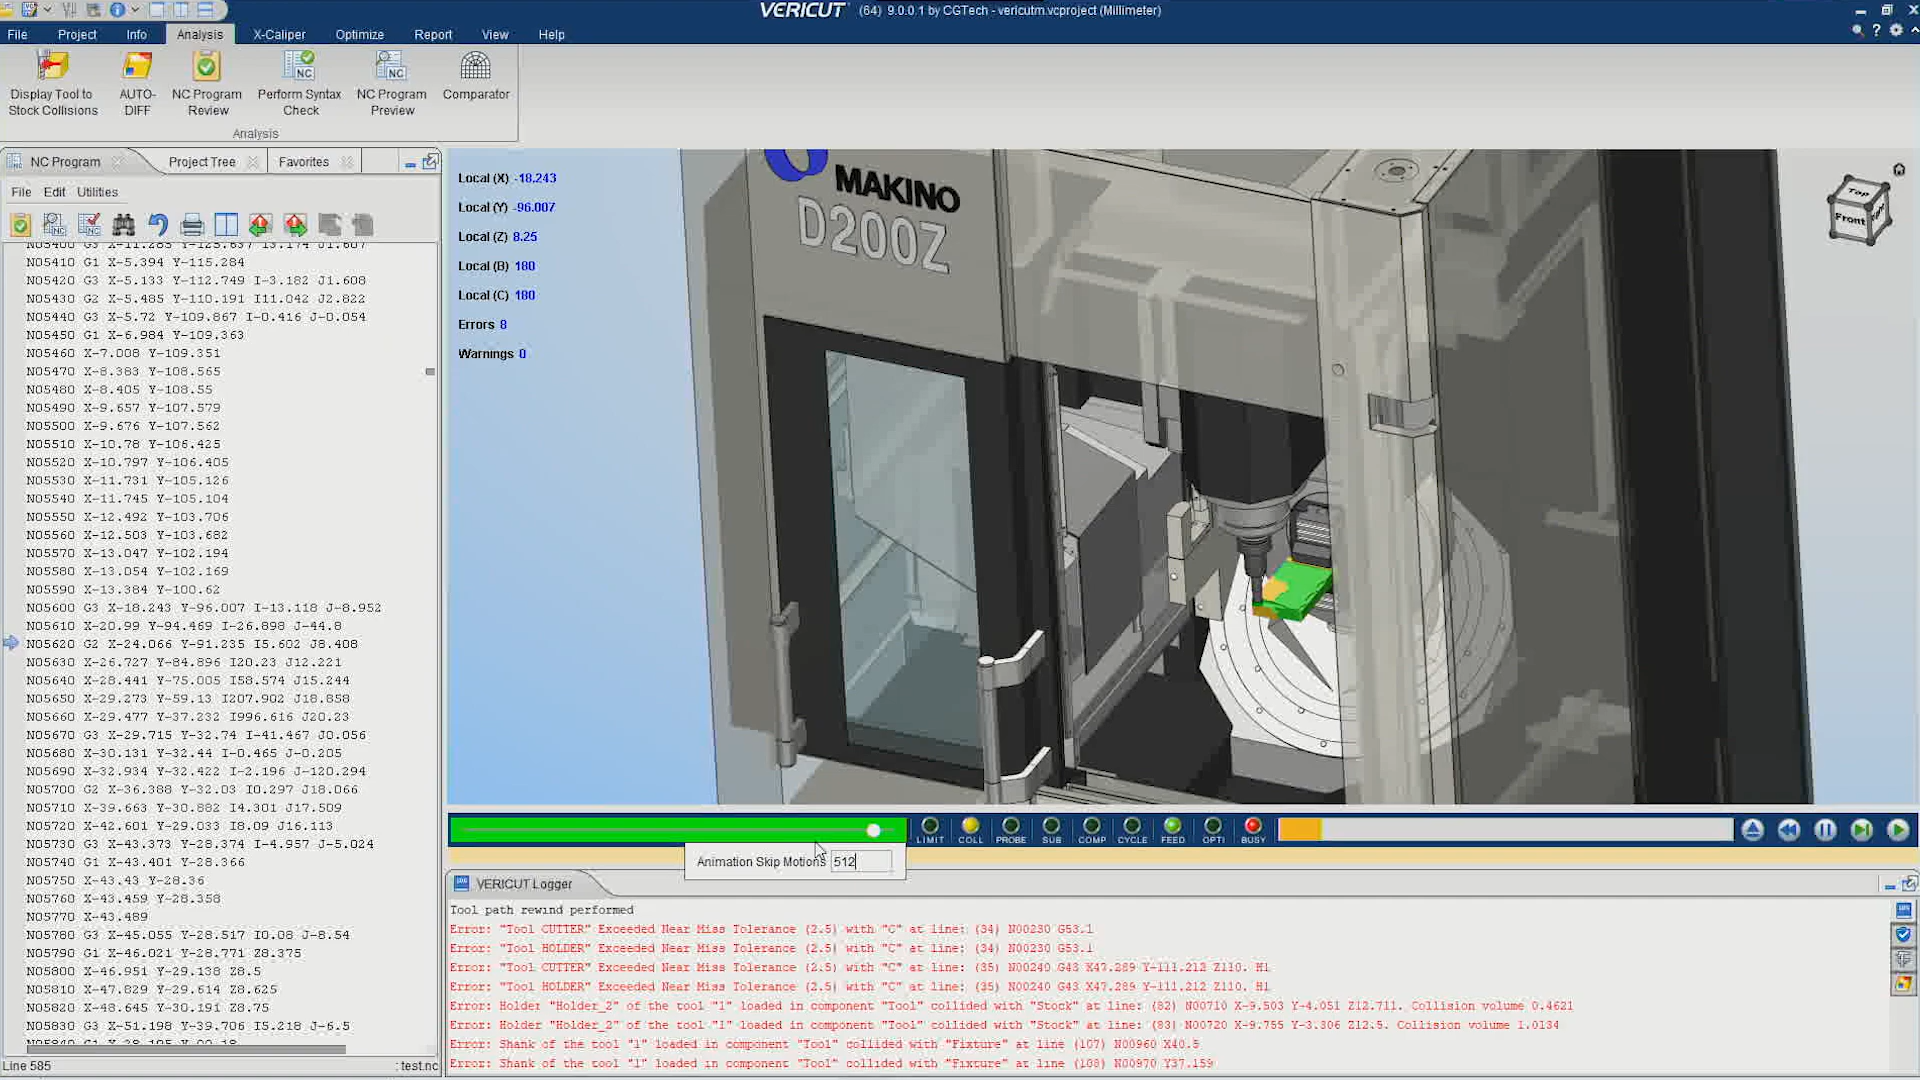 VERICUT (64) 9.0.0.1 by CGTech - vericutm.vcproject (Millimeter)
File Project Info Analysis X-Caliper Optimize Report View Help
Display Tool to Stock Collisions
AUTO-DIFF
NC Program Review
Perform Syntax Check
NC Program Preview
Comparator
Analysis
NC Program Project Tree Favorites
File Edit Utilities
N05410 G1 X-5.394 Y-115.284
N05420 G3 X-5.133 Y-112.749 I-3.182 J1.608
N05430 G2 X-5.485 Y-110.191 I11.042 J2.822
N05440 G3 X-5.72 Y-109.867 I-0.416 J-0.054
N05450 G1 X-6.984 Y-109.363
N05460 X-7.008 Y-109.351
N05470 X-8.383 Y-108.565
N05480 X-8.405 Y-108.55
N05490 X-9.657 Y-107.579
N05500 X-9.676 Y-107.562
N05510 X-10.78 Y-106.425
N05520 X-10.797 Y-106.405
N05530 X-11.731 Y-105.126
N05540 X-11.745 Y-105.104
N05550 X-12.492 Y-103.706
N05560 X-12.503 Y-103.682
N05570 X-13.047 Y-102.194
N05580 X-13.054 Y-102.169
N05590 X-13.384 Y-100.62
N05600 G3 X-18.243 Y-96.007 I-13.118 J-8.952
N05610 X-20.99 Y-94.469 I-26.898 J-44.8
N05620 G2 X-24.066 Y-91.235 I5.602 J8.408
N05630 X-26.727 Y-84.896 I20.23 J12.221
N05640 X-28.441 Y-75.005 I58.574 J15.244
N05650 X-29.273 Y-59.13 I207.902 J18.858
N05660 X-29.477 Y-37.232 I996.616 J20.23
N05670 G3 X-29.715 Y-32.74 I-41.467 J0.056
N05680 X-30.131 Y-32.44 I-0.465 J-0.205
N05690 X-32.934 Y-32.422 I-2.196 J-120.294
N05700 G2 X-36.388 Y-32.03 I0.297 J18.066
N05710 X-39.663 Y-30.882 I4.301 J17.509
N05720 X-42.601 Y-29.033 I8.09 J16.113
N05730 G3 X-43.373 Y-28.374 I-4.957 J-5.024
N05740 G1 X-43.401 Y-28.366
N05750 X-43.43 Y-28.36
N05760 X-43.459 Y-28.358
N05770 X-43.489
N05780 G3 X-45.055 Y-28.517 I0.08 J-8.54
N05790 G1 X-46.021 Y-28.777 Z8.375
N05800 X-46.951 Y-29.138 Z8.5
N05810 X-47.829 Y-29.614 Z8.625
N05820 X-48.645 Y-30.191 Z8.75
N05830 G3 X-51.198 Y-39.706 I5.218 J-6.5
Line 585 : test.nc
Local (X) -18.243
Local (Y) -96.007
Local (Z) 8.25
Local (B) 180
Local (C) 180
Errors 8
Warnings 0
MAKINO
D200Z
Top
Front
Right
LIMIT COLL PROBE SUB COMP CYCLE FEED OPTI BUSY
Animation Skip Motions 512
VERICUT Logger
Tool path rewind performed
Error: "Tool CUTTER" Exceeded Near Miss Tolerance (2.5) with "C" at line: (34) N00230 G53.1
Error: "Tool HOLDER" Exceeded Near Miss Tolerance (2.5) with "C" at line: (34) N00230 G53.1
Error: "Tool CUTTER" Exceeded Near Miss Tolerance (2.5) with "C" at line: (35) N00240 G43 X47.289 Y-111.212 Z110. H1
Error: "Tool HOLDER" Exceeded Near Miss Tolerance (2.5) with "C" at line: (35) N00240 G43 X47.289 Y-111.212 Z110. H1
Error: Holder "Holder_2" of the tool "1" loaded in component "Tool" collided with "Stock" at line: (82) N00710 X-9.503 Y-4.051 Z12.711. Collision volume 0.4621
Error: Holder "Holder_2" of the tool "1" loaded in component "Tool" collided with "Stock" at line: (83) N00720 X-9.755 Y-3.306 Z12.5. Collision volume 1.0134
Error: Shank of the tool "1" loaded in component "Tool" collided with "Fixture" at line (107) N00960 X40.5
Error: Shank of the tool "1" loaded in component "Tool" collided with "Fixture" at line (108) N00970 Y37.159